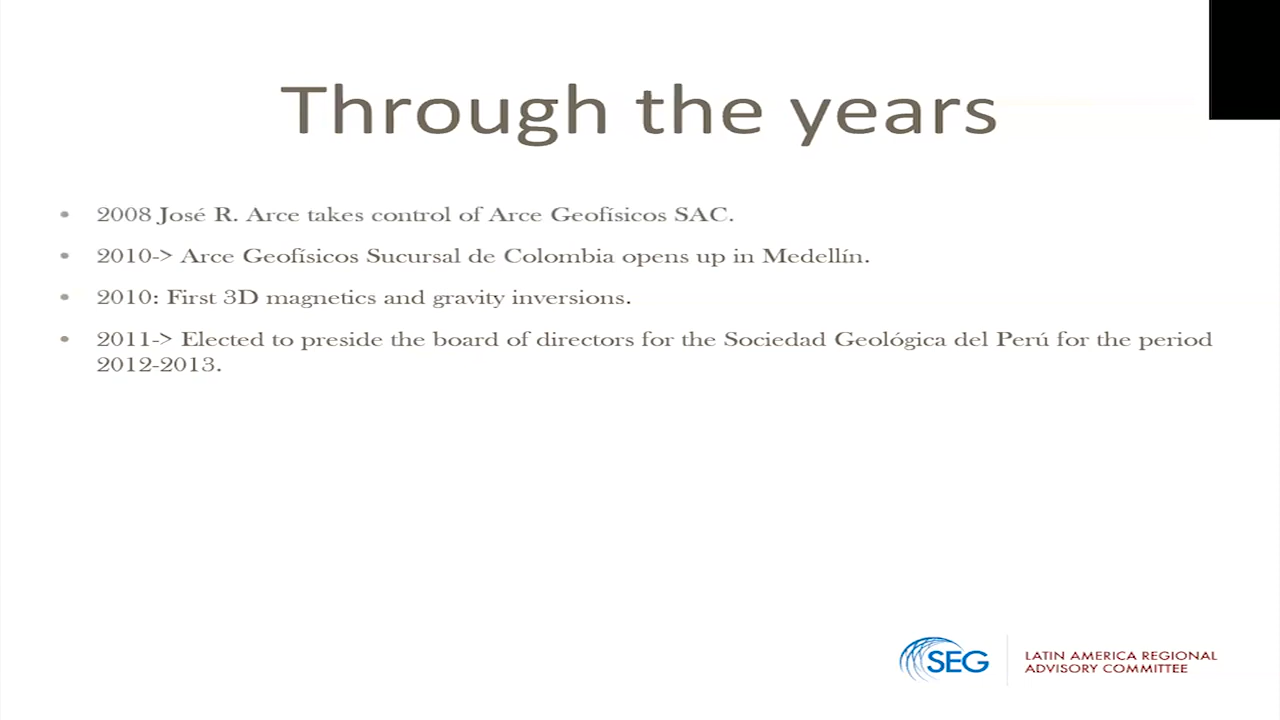 Through the years
• 2008 José R. Arce takes control of Arce Geofísicos SAC.
• 2010-> Arce Geofísicos Sucursal de Colombia opens up in Medellín.
• 2010: First 3D magnetics and gravity inversions.
• 2011-> Elected to preside the board of directors for the Sociedad Geológica del Perú for the period
2012-2013.
SEG
LATIN AMERICA REGIONAL
ADVISORY COMMITTEE